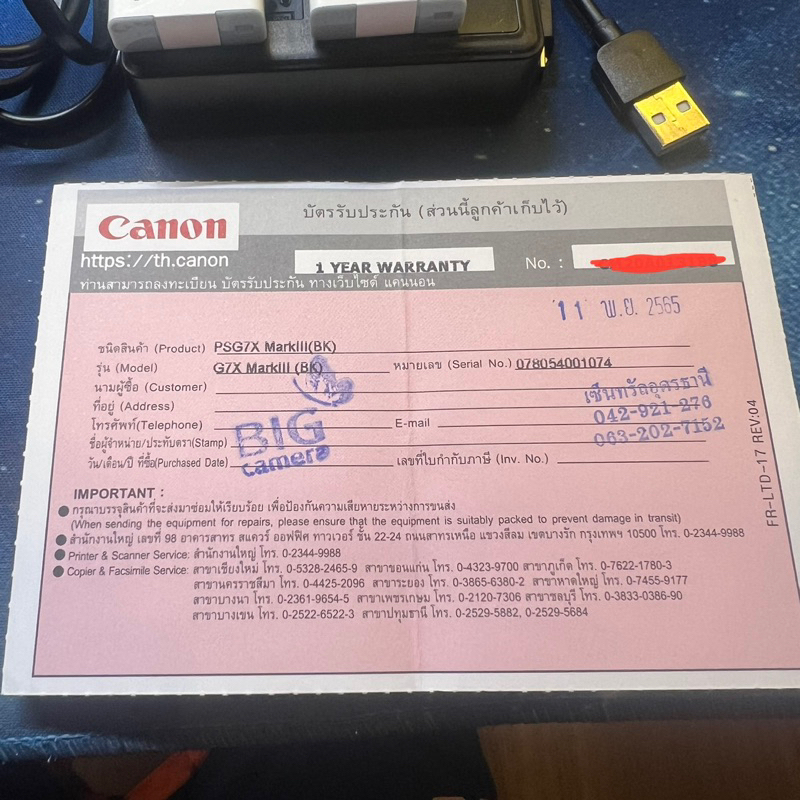 Canon
บัตรรับประกัน (ส่วนนี้ลูกค้าเก็บไว้)
https://th.canon
1 YEAR WARRANTY
No. :
ท่านสามารถลงทะเบียน บัตรรับประกัน ทางเว็บไซต์ แคนนอน
11 พ.ย. 2565
ชนิดสินค้า (Product) PSG7X MarkIII(BK)
รุ่น (Model) G7X MarkIII (BK) หมายเลข (Serial No.) 078054001074
นามผู้ซื้อ (Customer)
ที่อยู่ (Address)
โทรศัพท์(Telephone) E-mail
ชื่อผู้จำหน่าย/ประทับตรา(Stamp)
วัน/เดือน/ปี ที่ซื้อ(Purchased Date) เลขที่ใบกำกับภาษี (Inv. No.)
BIG
camera
เซ็นทรัลอุดรธานี
042-921-276
063-202-7152
FR-LTD-17 REV:04
IMPORTANT :
กรุณาบรรจุสินค้าที่จะส่งมาซ่อมให้เรียบร้อย เพื่อป้องกันความเสียหายระหว่างการขนส่ง
(When sending the equipment for repairs, please ensure that the equipment is suitably packed to prevent damage in transit)
สำนักงานใหญ่ เลขที่ 98 อาคารสาทร สแควร์ ออฟฟิศ ทาวเวอร์ ชั้น 22-24 ถนนสาทรเหนือ แขวงสีลม เขตบางรัก กรุงเทพฯ 10500 โทร. 0-2344-9988
Printer & Scanner Service: สำนักงานใหญ่ โทร. 0-2344-9988
Copier & Facsimile Service: สาขาเชียงใหม่ โทร. 0-5328-2465-9 สาขาขอนแก่น โทร. 0-4323-9700 สาขาภูเก็ต โทร. 0-7622-1780-3
สาขานครราชสีมา โทร. 0-4425-2096 สาขาระยอง โทร. 0-3865-6380-2 สาขาหาดใหญ่ โทร. 0-7455-9177
สาขาบางนา โทร. 0-2361-9654-5 สาขาเพชรเกษม โทร. 0-2120-7306 สาขาชลบุรี โทร. 0-3833-0386-90
สาขาบางเขน โทร. 0-2522-6522-3 สาขาปทุมธานี โทร. 0-2529-5882, 0-2529-5684